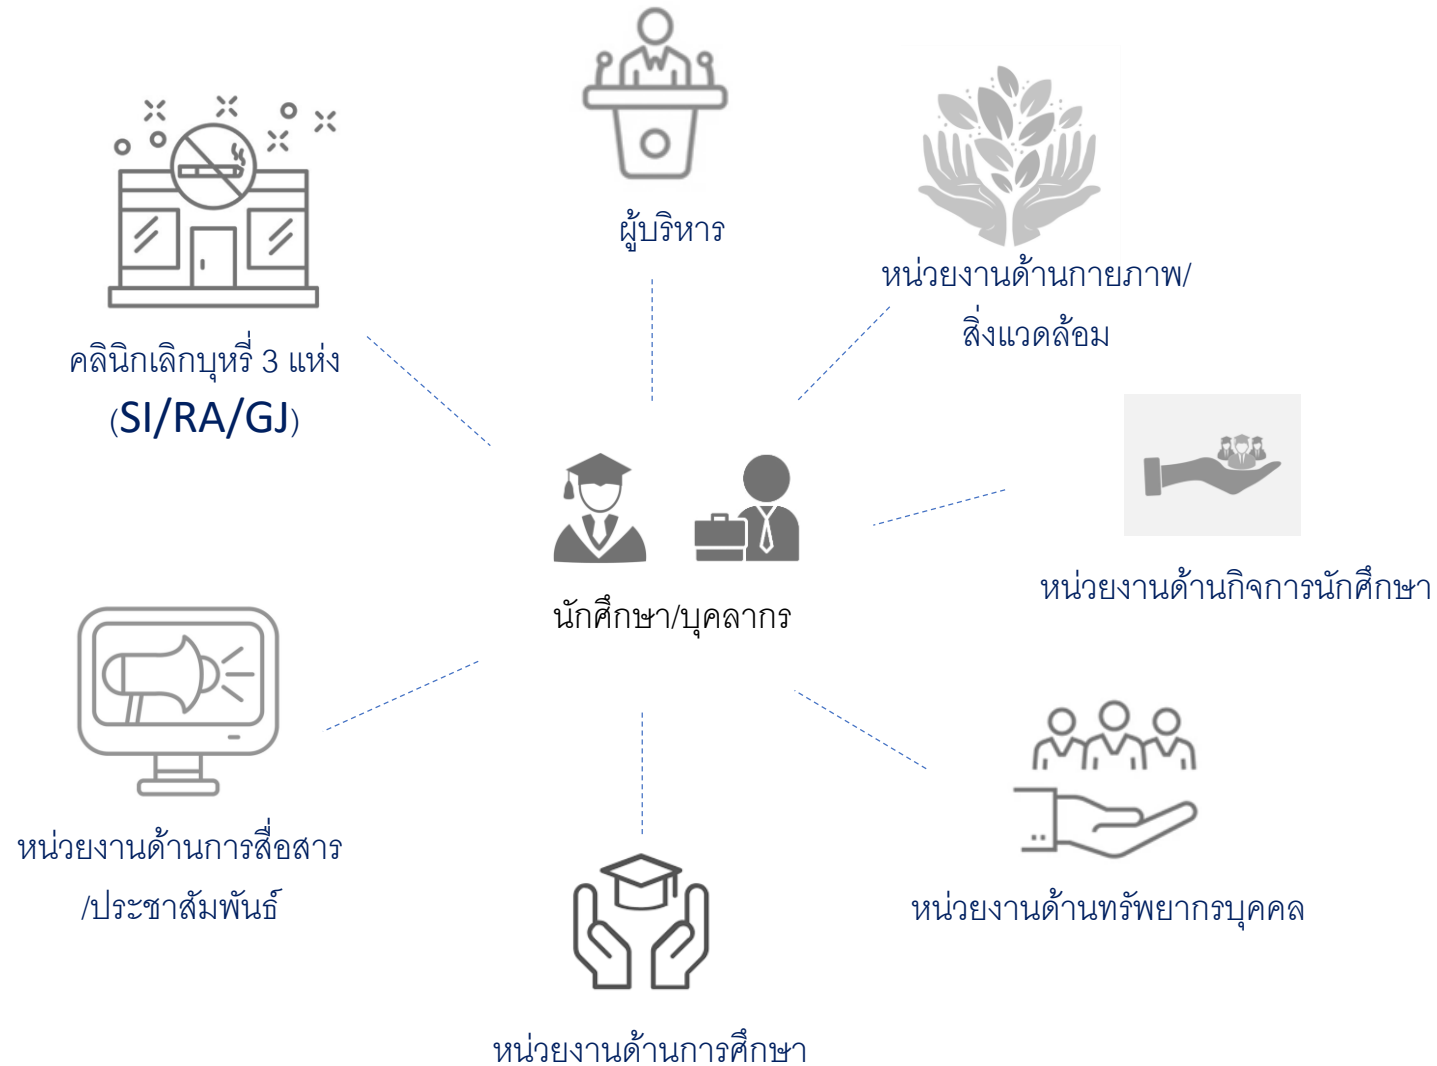 ผู้บริหาร
หน่วยงานด้านกายภาพ/
สิ่งแวดล้อม
คลินิกเลิกบุหรี่ 3 แห่ง
(SI/RA/GJ)
หน่วยงานด้านกิจการนักศึกษา
นักศึกษา/บุคลากร
หน่วยงานด้านการสื่อสาร
/ประชาสัมพันธ์
หน่วยงานด้านทรัพยากรบุคคล
หน่วยงานด้านการศึกษา